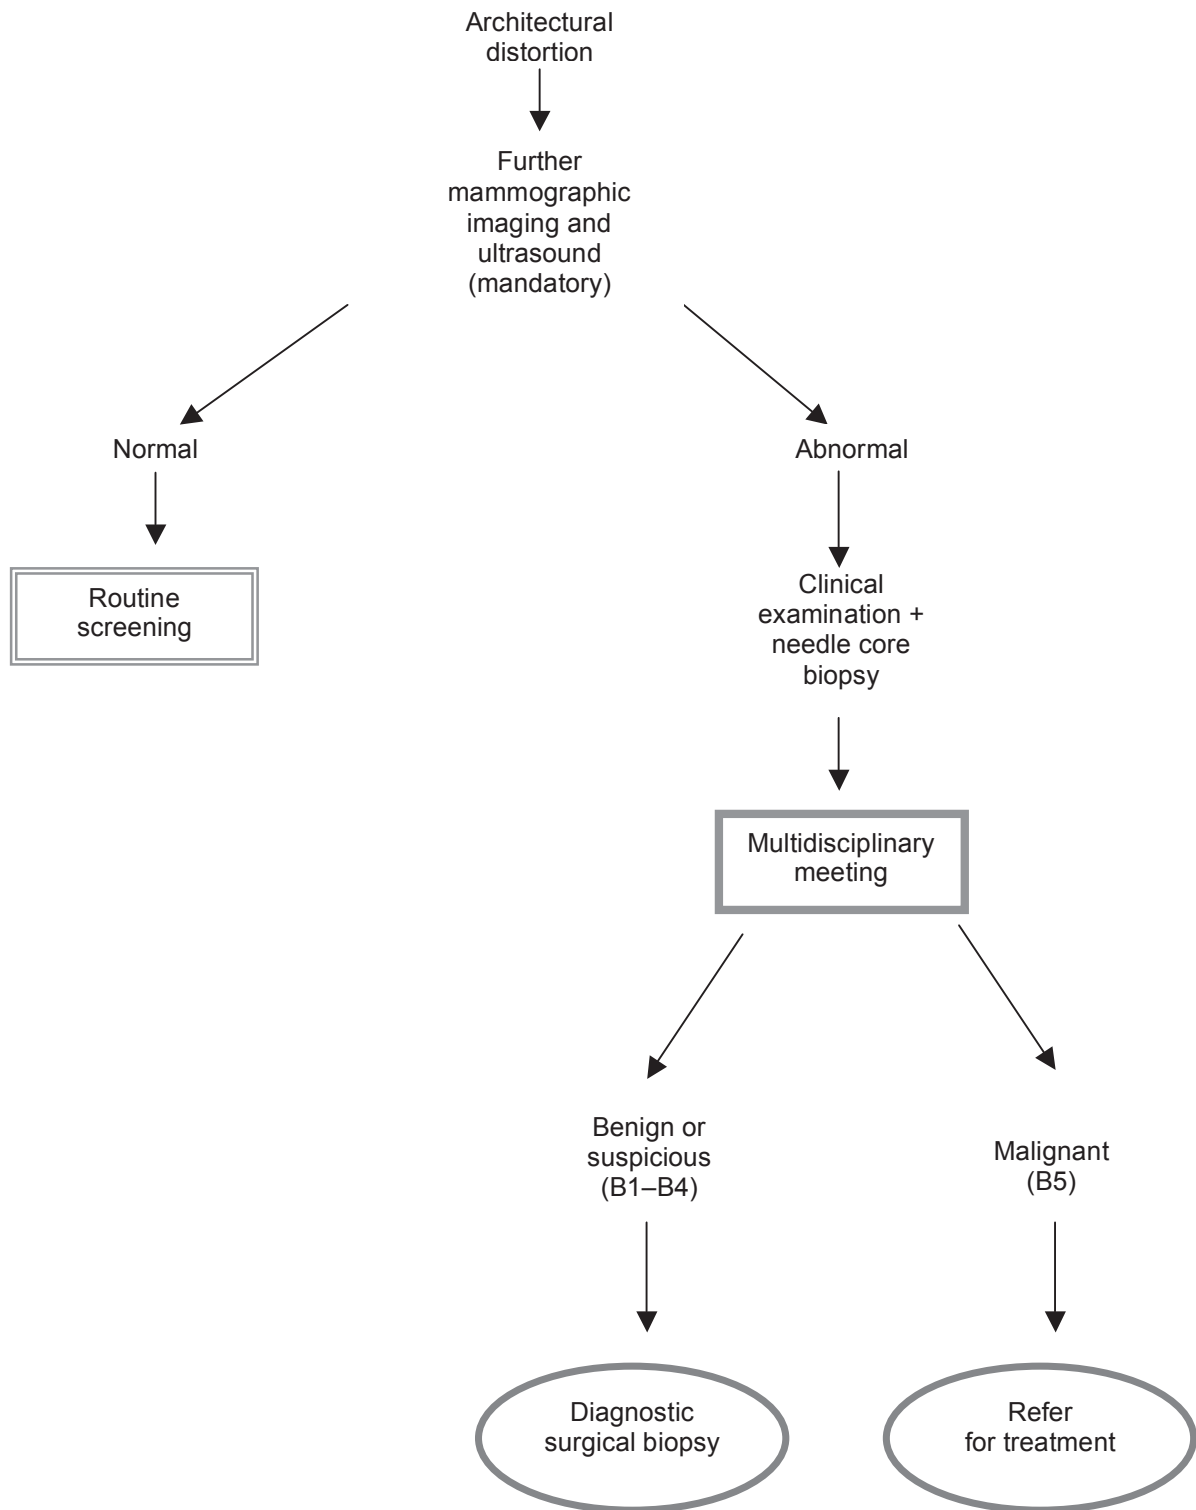 Architectural
distortion
Further
mammographic
imaging and
ultrasound
(mandatory)
Normal
Abnormal
Routine
screening
Clinical
examination +
needle core
biopsy
Multidisciplinary
meeting
Benign or
suspicious
(B1–B4)
Malignant
(B5)
Diagnostic
surgical biopsy
Refer
for treatment